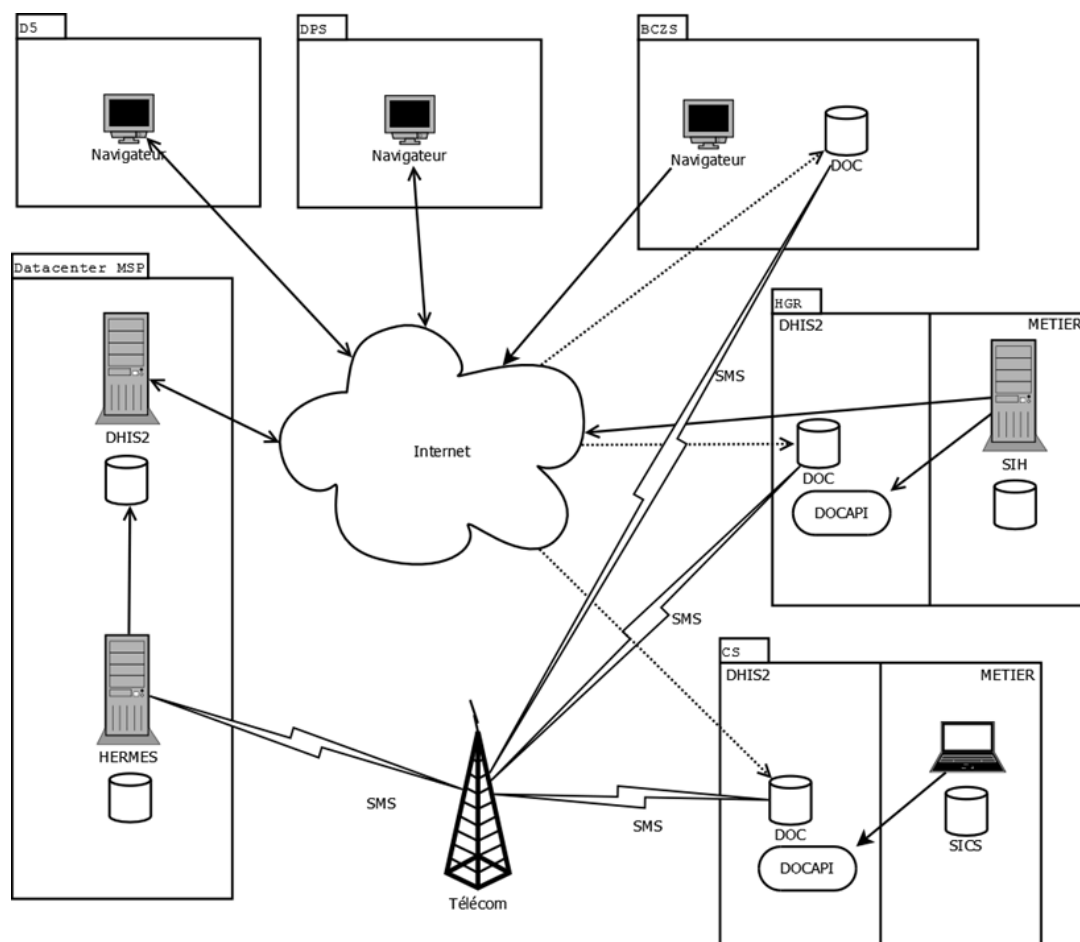 D5
DPS
BCZS
Navigateur
Navigateur
Navigateur
DOC
Datacenter MSP
HGR
DHIS2
METIER
SMS
DHIS2
Internet
DOC
SIH
DOCAPI
SMS
CS
DHIS2
METIER
HERMES
SMS
SMS
DOC
SICS
DOCAPI
Télécom